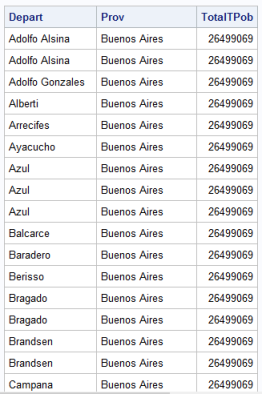 Depart Prov TotalTPob
Adolfo Alsina Buenos Aires 26499069
Adolfo Alsina Buenos Aires 26499069
Adolfo Gonzales Buenos Aires 26499069
Alberti Buenos Aires 26499069
Arrecifes Buenos Aires 26499069
Ayacucho Buenos Aires 26499069
Azul Buenos Aires 26499069
Azul Buenos Aires 26499069
Azul Buenos Aires 26499069
Balcarce Buenos Aires 26499069
Baradero Buenos Aires 26499069
Berisso Buenos Aires 26499069
Bragado Buenos Aires 26499069
Bragado Buenos Aires 26499069
Brandsen Buenos Aires 26499069
Brandsen Buenos Aires 26499069
Campana Buenos Aires 26499069